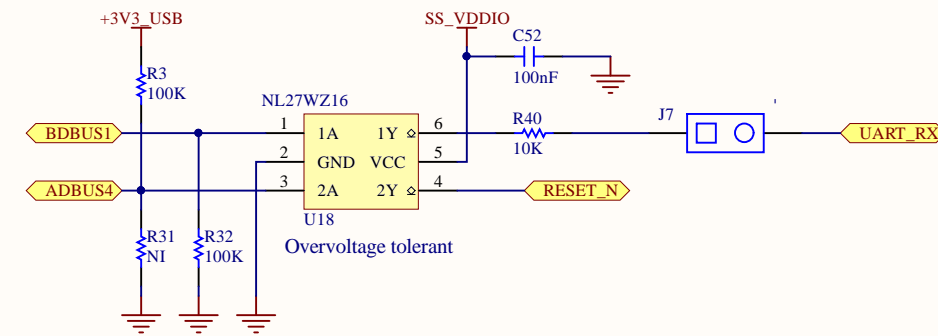 +3V3_USB
SS_VDDIO
C52
100nF
R3
100K
NL27WZ16
J7
BDBUS1
1
1A
1Y
6
R40
10K
UART_RX
2
GND
VCC
5
ADBUS4
3
2A
2Y
4
RESET_N
U18
R31
NI
R32
100K
Overvoltage tolerant